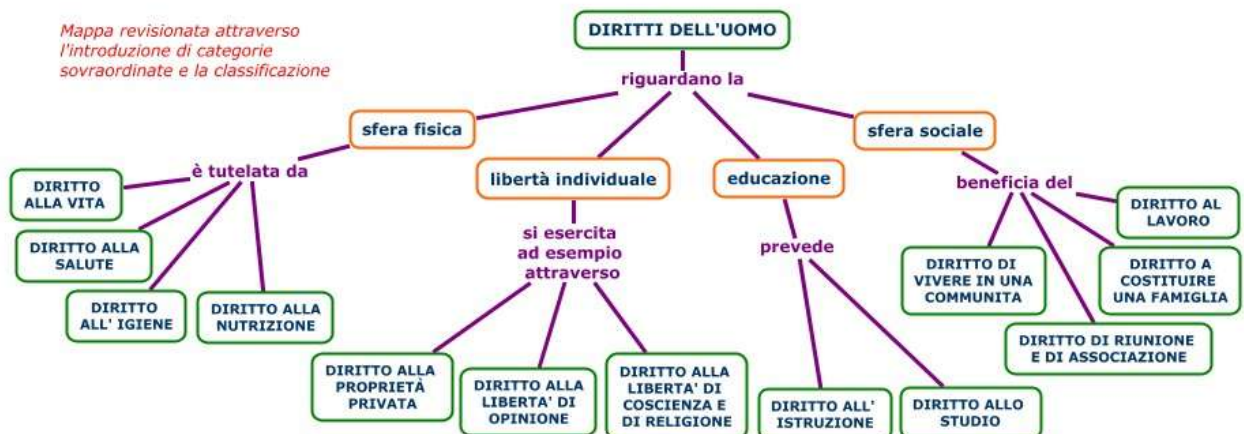 Mappa revisionata attraverso
l'introduzione di categorie
sovraordinate e la classificazione
DIRITTI DELL'UOMO
riguardano la
sfera fisica
sfera sociale
libertà individuale
educazione
è tutelata da
DIRITTO
ALLA VITA
DIRITTO ALLA
SALUTE
DIRITTO
ALL' IGIENE
DIRITTO ALLA
NUTRIZIONE
si esercita
ad esempio
attraverso
DIRITTO ALLA
PROPRIETÀ
PRIVATA
DIRITTO ALLA
LIBERTA' DI
OPINIONE
DIRITTO ALLA
LIBERTA' DI
COSCIENZA E
DI RELIGIONE
prevede
DIRITTO ALL'
ISTRUZIONE
DIRITTO ALLO
STUDIO
beneficia del
DIRITTO AL
LAVORO
DIRITTO DI
VIVERE IN UNA
COMMUNITA
DIRITTO A
COSTITUIRE
UNA FAMIGLIA
DIRITTO DI RIUNIONE
E DI ASSOCIAZIONE